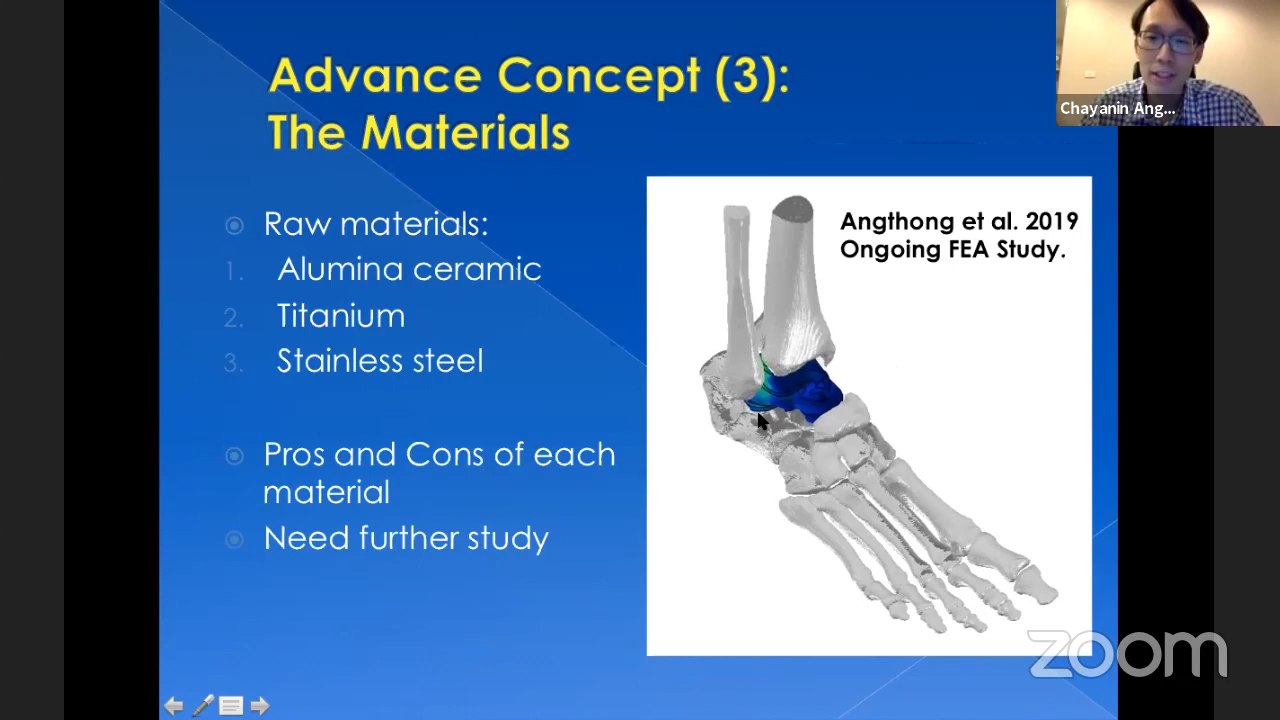 Advance Concept (3):
The Materials
Raw materials:
1. Alumina ceramic
2. Titanium
3. Stainless steel
Pros and Cons of each
material
Need further study
Angthong et al. 2019
Ongoing FEA Study.
Chayanin Ang...
zoom